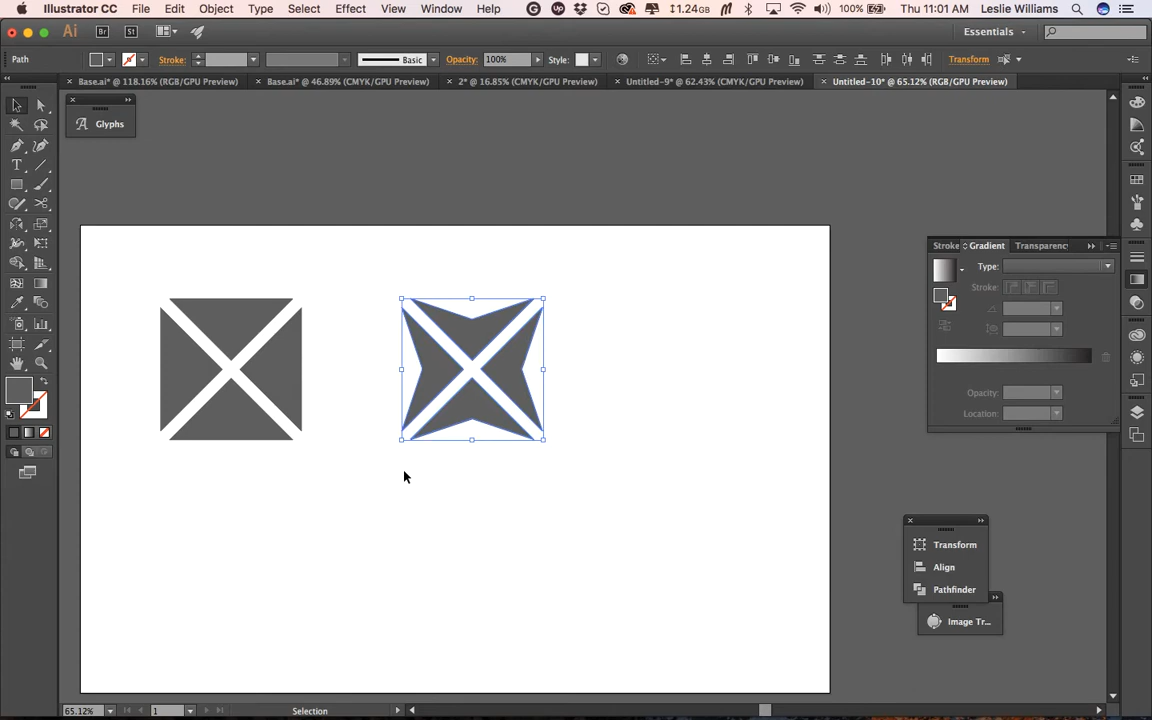 Illustrator CC File Edit Object Type Select Effect View Window Help 1.24GB 100% Thu 11:01 AM Leslie Williams
Ai Br St Essentials
Path Stroke: Basic Opacity: 100% Style: Transform
Base.ai* @ 118.16% (RGB/GPU Preview) Base.ai* @ 46.89% (CMYK/GPU Preview) 2* @ 16.85% (CMYK/GPU Preview) Untitled-9* @ 62.43% (CMYK/GPU Preview) Untitled-10* @ 65.12% (RGB/GPU Preview)
A Glyphs
Stroke Gradient Transparency
Type:
Stroke:
Opacity:
Location:
Transform
Align
Pathfinder
Image Tr...
65.12% 1 Selection